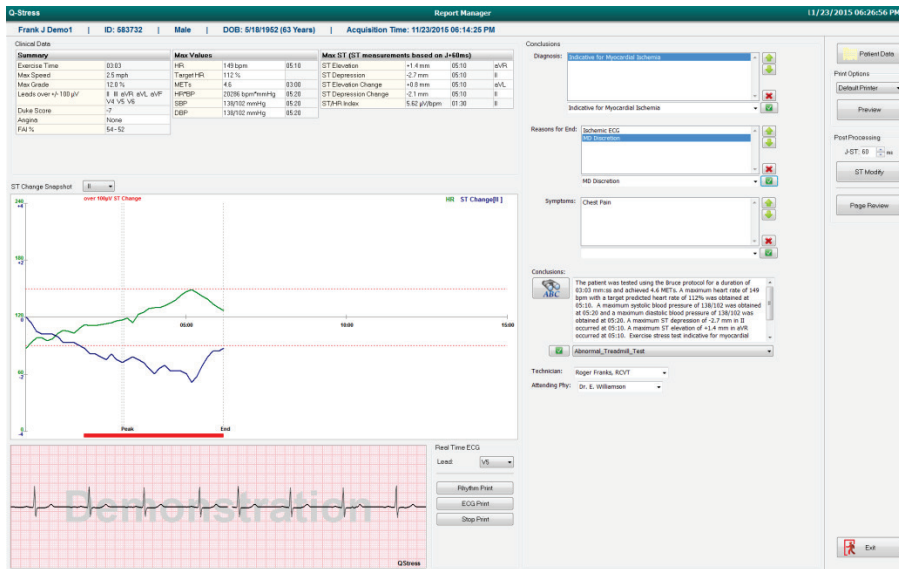 Q-Stress Report Manager 11/23/2015 06:26:56 PM
Frank J Demo1 | ID: 583732 | Male | DOB: 5/18/1952 (63 Years) | Acquisition Time: 11/23/2015 06:14:25 PM
Clinical Data
Summary
Exercise Time 03:03
Max Speed 2.5 mph
Max Grade 12.0 %
Leads over +/- 100 µV II III aVR aVL aVF
V4 V5 V6
Duke Score -7
Angina None
FAI % 54~52
Max Values
HR 149 bpm 05:10
Target HR 112 %
METs 4.6 03:00
HR*BP 20286 bpm*mmHg 05:20
SBP 138/102 mmHg 05:20
DBP 138/102 mmHg 05:20
Max ST (ST measurements based on J+60ms)
ST Elevation +1.4 mm 05:10 aVR
ST Depression -2.7 mm 05:10 II
ST Elevation Change +0.8 mm 05:10 aVL
ST Depression Change -2.1 mm 05:10 II
ST/HR Index 5.62 µV/bpm 01:30 II
ST Change Snapshot II
over 100µV ST Change
HR ST Change[II ]
240
+4
180
+2
120
0
60
-2
0
-4
05:00 10:00 15:00
Peak End
Demonstration
QStress
Real Time ECG
Lead: V5
Rhythm Print
ECG Print
Stop Print
Conclusions
Diagnosis: Indicative for Myocardial Ischemia
Indicative for Myocardial Ischemia
Reasons for End: Ischemic ECG
MD Discretion
MD Discretion
Symptoms: Chest Pain
Conclusions:
ABC
The patient was tested using the Bruce protocol for a duration of
03:03 mm:ss and achieved 4.6 METs. A maximum heart rate of 149
bpm with a target predicted heart rate of 112% was obtained at
05:10. A maximum systolic blood pressure of 138/102 was obtained
at 05:20 and a maximum diastolic blood pressure of 138/102 was
obtained at 05:20. A maximum ST depression of -2.7 mm in II
occurred at 05:10. A maximum ST elevation of +1.4 mm in aVR
occurred at 05:10. Exercise stress test indicative for myocardial
Abnormal_Treadmill_Test
Technician: Roger Franks, RCVT
Attending Phy: Dr. E. Williamson
Patient Data
Print Options
Default Printer
Preview
Post Processing
J-ST: 60 ms
ST Modify
Page Review
Exit